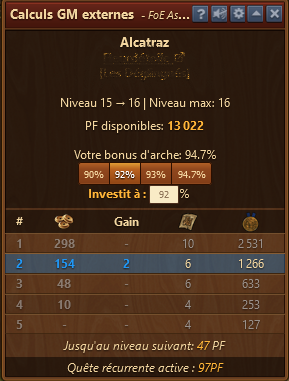 Calculs GM externes - FoE As...
Alcatraz
Niveau 15 → 16 | Niveau max: 16
PF disponibles: 13 022
Votre bonus d'arche: 94.7%
90% 92% 93% 94.7%
Investit à : 92 %
# Gain
1 298 - 10 2 531
2 154 2 6 1 266
3 48 - 6 633
4 10 - 4 253
5 - - 4 127
Jusqu'au niveau suivant: 47 PF
Quête récurrente active : 97PF